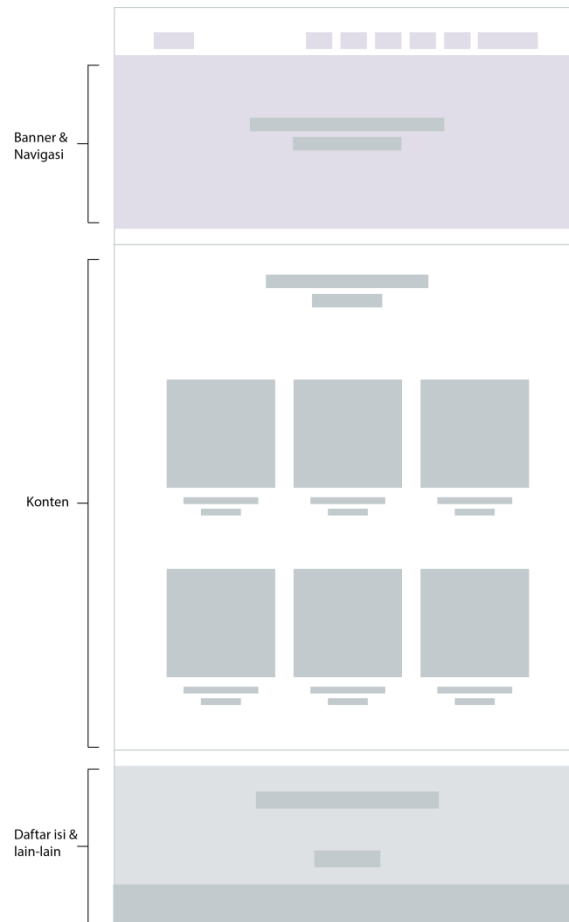 Banner &
Navigasi
Konten
Daftar isi &
lain-lain